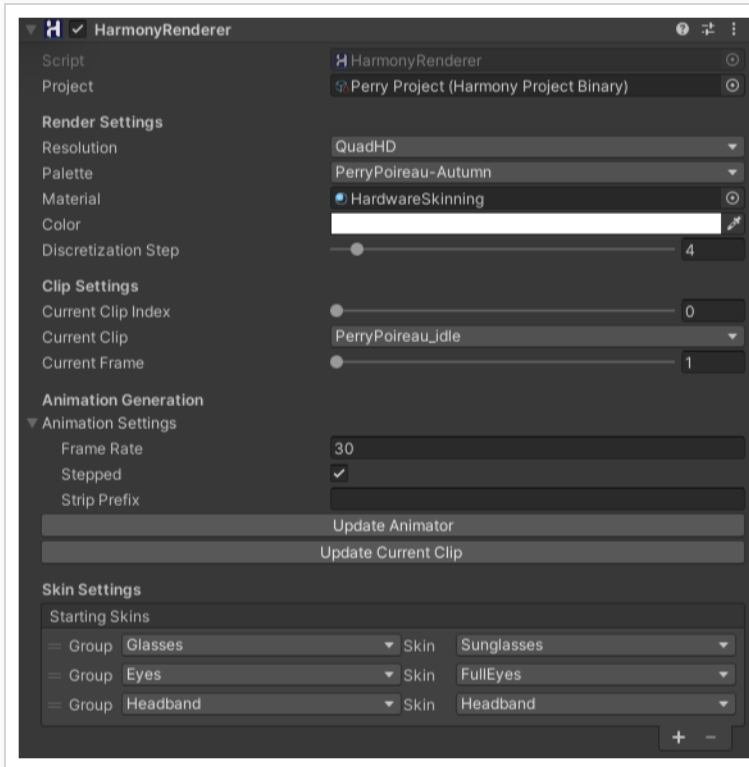 HarmonyRenderer
Script HarmonyRenderer
Project Perry Project (Harmony Project Binary)
Render Settings
Resolution QuadHD
Palette PerryPoireau-Autumn
Material HardwareSkinning
Color
Discretization Step 4
Clip Settings
Current Clip Index 0
Current Clip PerryPoireau_idle
Current Frame 1
Animation Generation
Animation Settings
Frame Rate 30
Stepped
Strip Prefix
Update Animator
Update Current Clip
Skin Settings
Starting Skins
Group Glasses Skin Sunglasses
Group Eyes Skin FullEyes
Group Headband Skin Headband